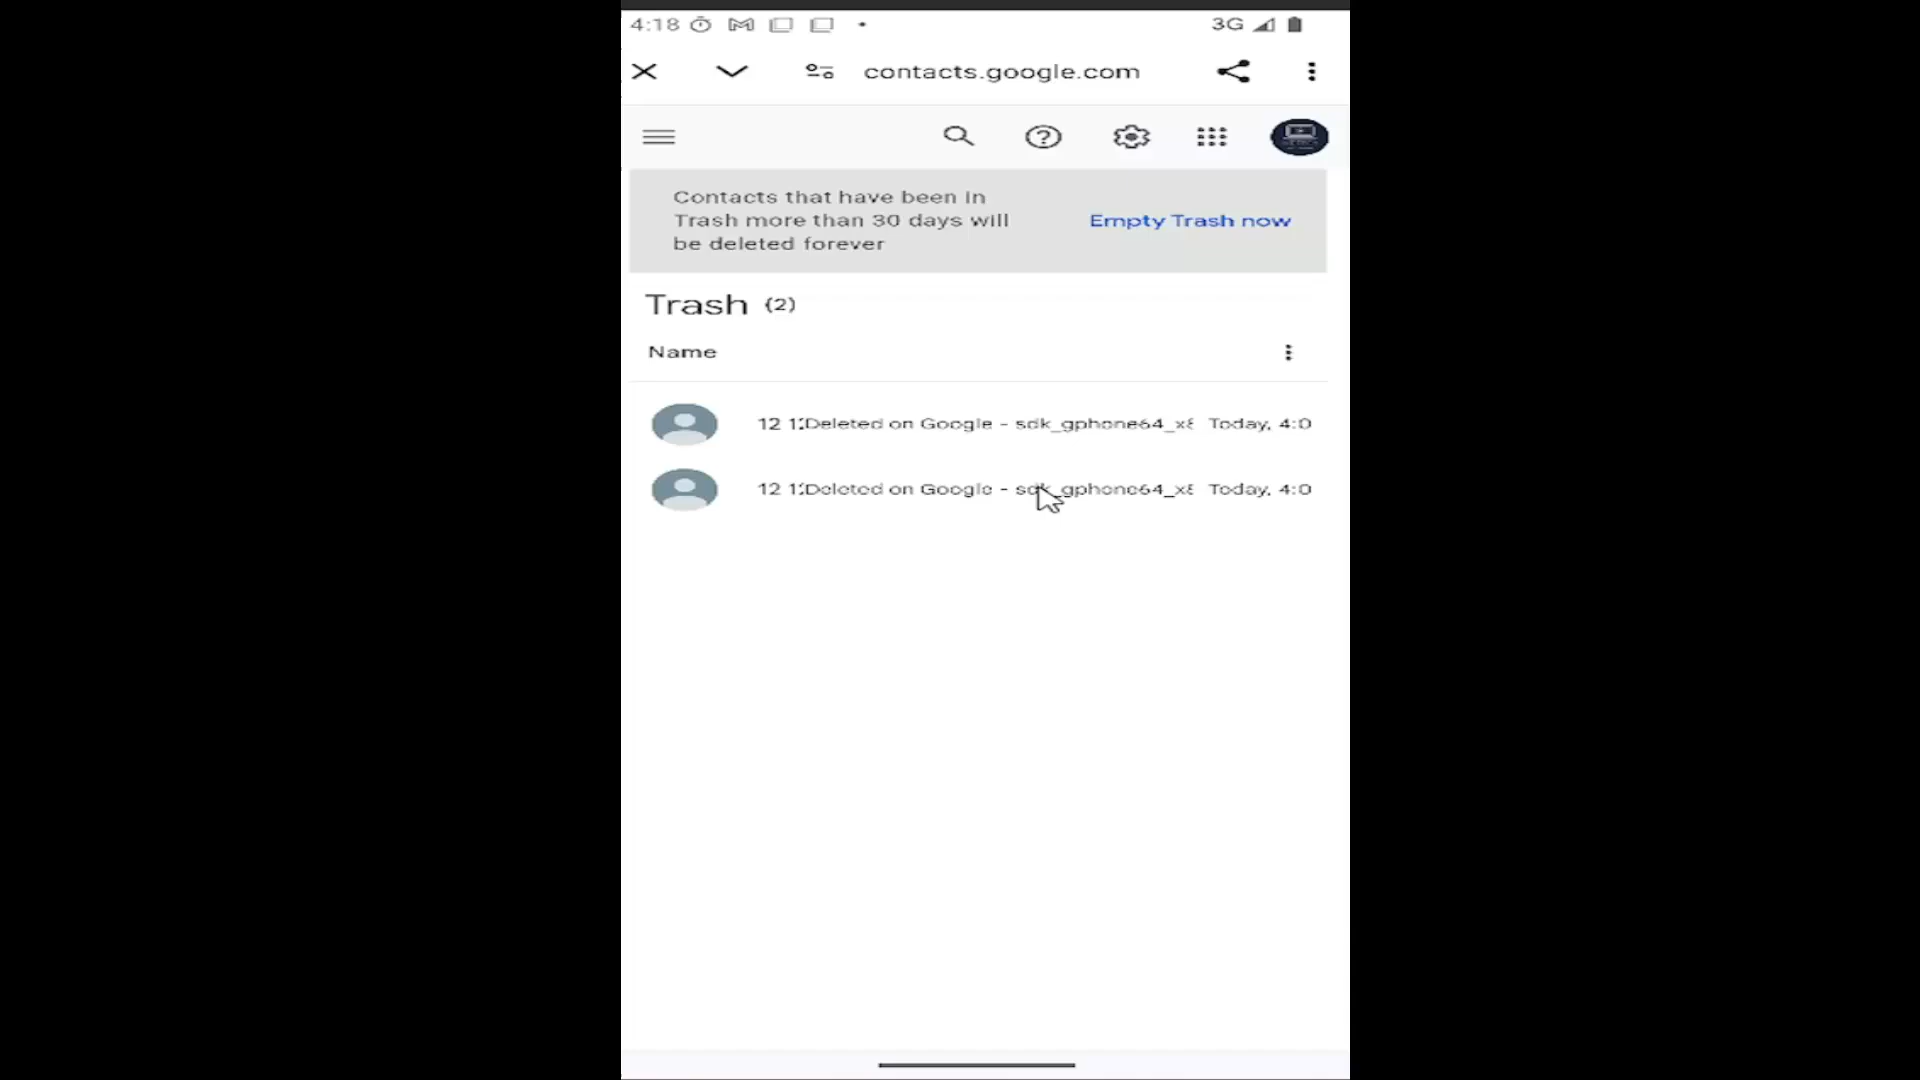 4:18
3G
contacts.google.com
Contacts that have been in
Trash more than 30 days will
be deleted forever
Empty Trash now
Trash (2)
Name
12 1 Deleted on Google - sdk_gphone64_x8 Today, 4:0
12 1 Deleted on Google - sdk_gphone64_x8 Today, 4:0